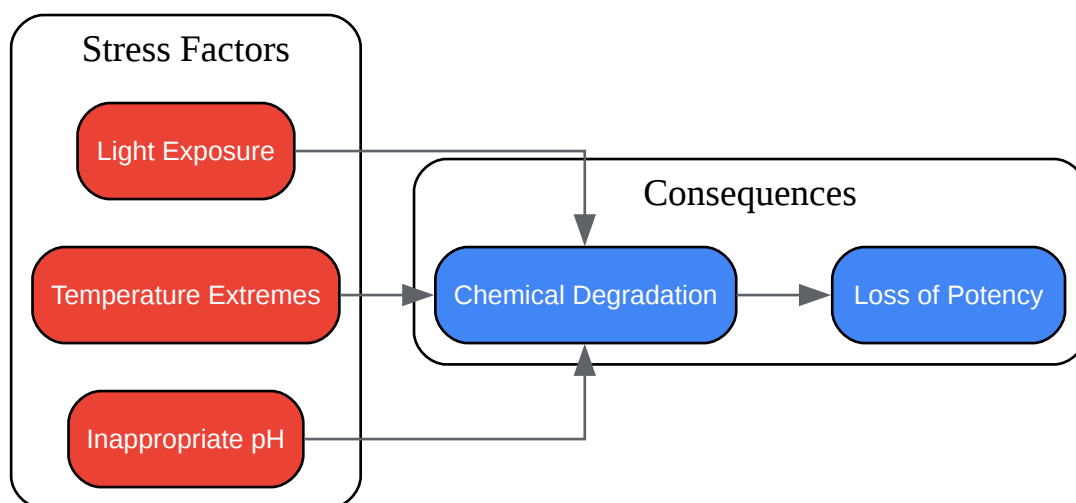 Stress Factors
Light Exposure
Temperature Extremes
Inappropriate pH
Consequences
Chemical Degradation
Loss of Potency